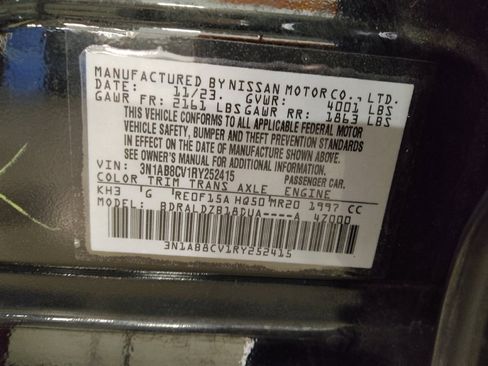 MANUFACTURED BY NISSAN MOTOR CO., LTD.
DATE: 11/23 GVWR: 4001 LBS
GAWR FR: 2161 LBS GAWR RR: 1863 LBS
THIS VEHICLE CONFORMS TO ALL APPLICABLE FEDERAL MOTOR
VEHICLE SAFETY, BUMPER AND THEFT PREVENTION STANDARDS
IN EFFECT ON THE DATE OF MANUFACTURE SHOWN ABOVE.
SEE OWNER'S MANUAL FOR ADDITIONAL INFORMATION.
VIN: 3N1AB8CV1RY252415 PASSENGER CAR.
COLOR TRIM TRANS AXLE ENGINE
KH3 G RE0F15A HQ50 MR20 1997 CC
MODEL: BDRALDZB18DUA----A 47000
3N1AB8CV1RY252415